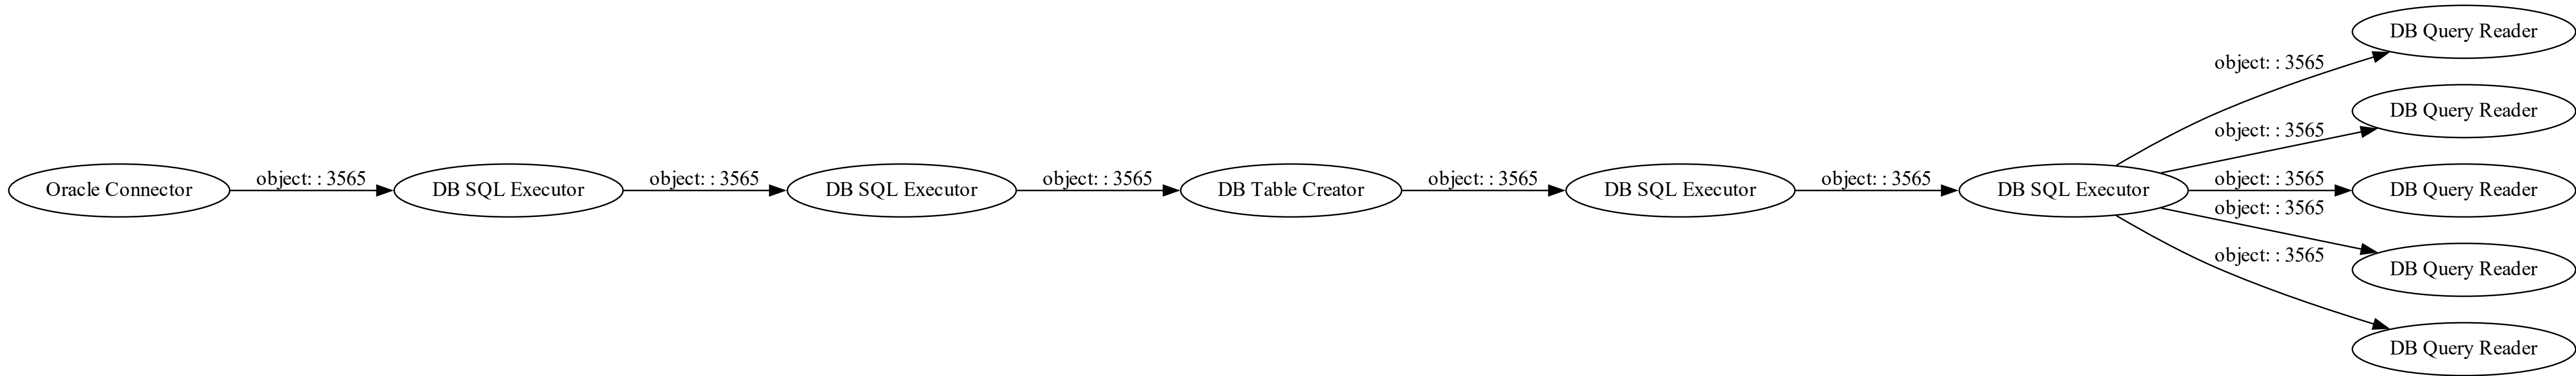 Oracle Connector
object: : 3565
DB SQL Executor
object: : 3565
DB SQL Executor
object: : 3565
DB Table Creator
object: : 3565
DB SQL Executor
object: : 3565
DB SQL Executor
object: : 3565
DB Query Reader
object: : 3565
DB Query Reader
object: : 3565
DB Query Reader
object: : 3565
DB Query Reader
object: : 3565
DB Query Reader